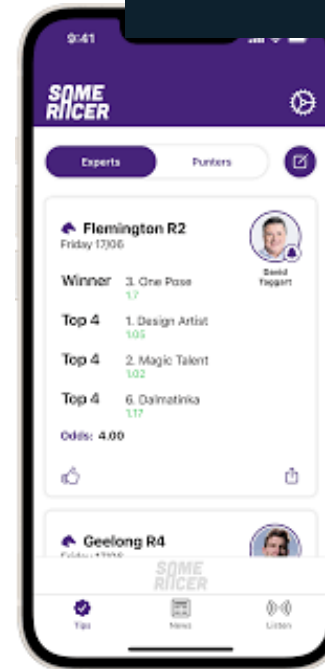 9:41
SOME
RACER
Experts
Punters
Flemington R2
Friday 17/06
David
Taggart
Winner 3. One Pose
1.7
Top 4 1. Design Artist
1.05
Top 4 2. Magic Talent
1.02
Top 4 6. Dalmatinka
1.17
Odds: 4.00
Geelong R4
SOME
RACER
Tips
News
Listen